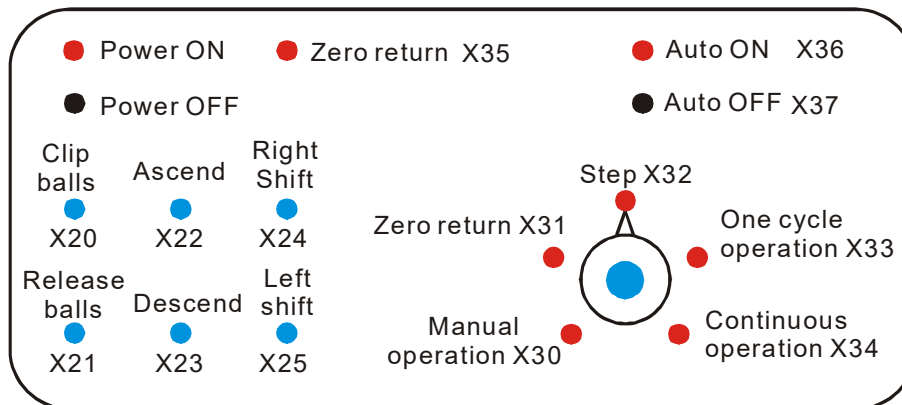 Power ON
Zero return X35
Auto ON X36
Power OFF
Auto OFF X37
Clip
balls
X20
Ascend
X22
Right
Shift
X24
Release
balls
X21
Descend
X23
Left
shift
X25
Step X32
Zero return X31
One cycle
operation X33
Manual
operation X30
Continuous
operation X34